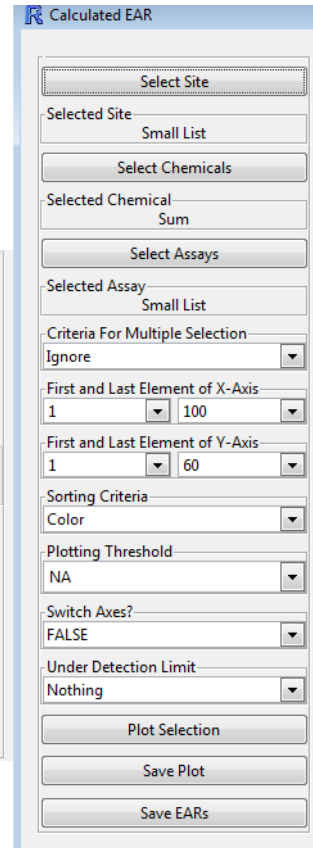 Calculated EAR
Select Site
Selected Site
Small List
Select Chemicals
Selected Chemical
Sum
Select Assays
Selected Assay
Small List
Criteria For Multiple Selection
Ignore
First and Last Element of X-Axis
1 100
First and Last Element of Y-Axis
1 60
Sorting Criteria
Color
Plotting Threshold
NA
Switch Axes?
FALSE
Under Detection Limit
Nothing
Plot Selection
Save Plot
Save EARs